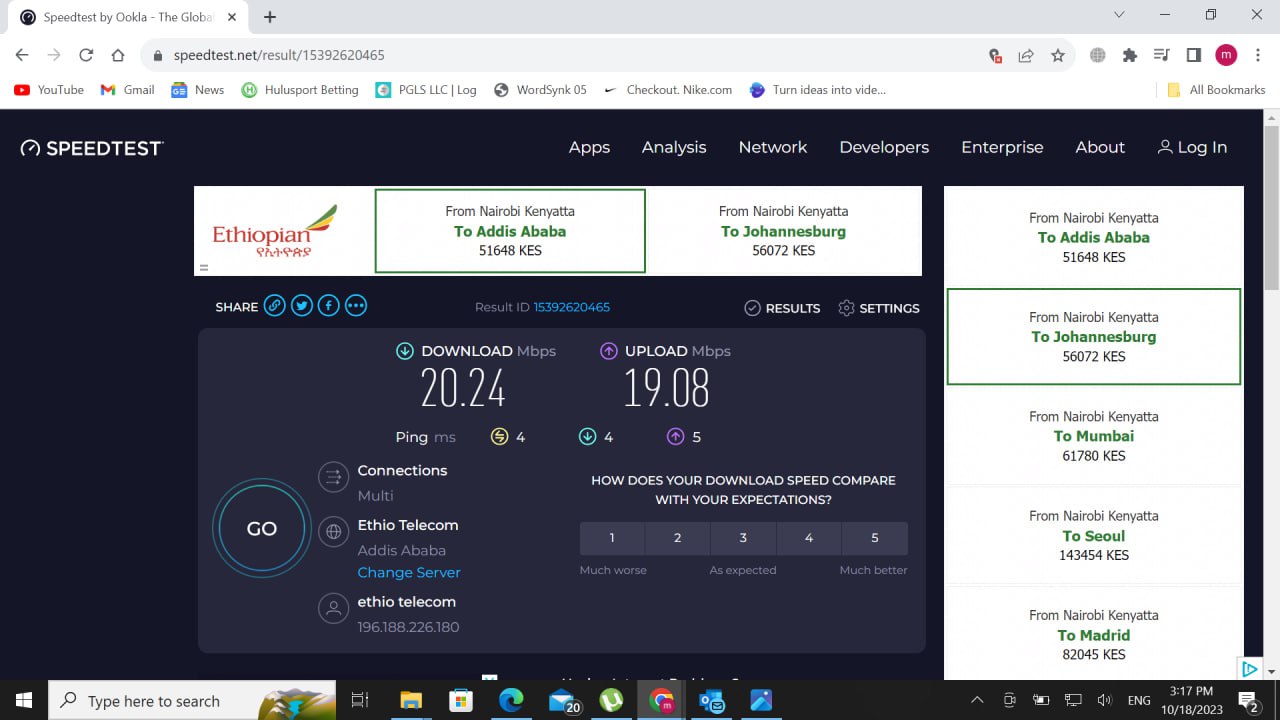 Speedtest by Ookla - The Globa
speedtest.net/result/15392620465
m
YouTube
Gmail
News
Hulusport Betting
PGLS LLC | Log
WordSynk 05
Checkout. Nike.com
Turn ideas into vide...
All Bookmarks
SPEEDTEST
Apps
Analysis
Network
Developers
Enterprise
About
Log In
Ethiopian
የኢትዮጵያ
From Nairobi Kenyatta
To Addis Ababa
51648 KES
From Nairobi Kenyatta
To Johannesburg
56072 KES
SHARE
Result ID 15392620465
RESULTS
SETTINGS
DOWNLOAD Mbps
20.24
UPLOAD Mbps
19.08
Ping ms
4
4
5
GO
Connections
Multi
Ethio Telecom
Addis Ababa
Change Server
ethio telecom
196.188.226.180
HOW DOES YOUR DOWNLOAD SPEED COMPARE
WITH YOUR EXPECTATIONS?
1
2
3
4
5
Much worse
As expected
Much better
From Nairobi Kenyatta
To Addis Ababa
51648 KES
From Nairobi Kenyatta
To Johannesburg
56072 KES
From Nairobi Kenyatta
To Mumbai
61780 KES
From Nairobi Kenyatta
To Seoul
143454 KES
From Nairobi Kenyatta
To Madrid
82045 KES
Type here to search
20
m
ENG
3:17 PM
10/18/2023
2